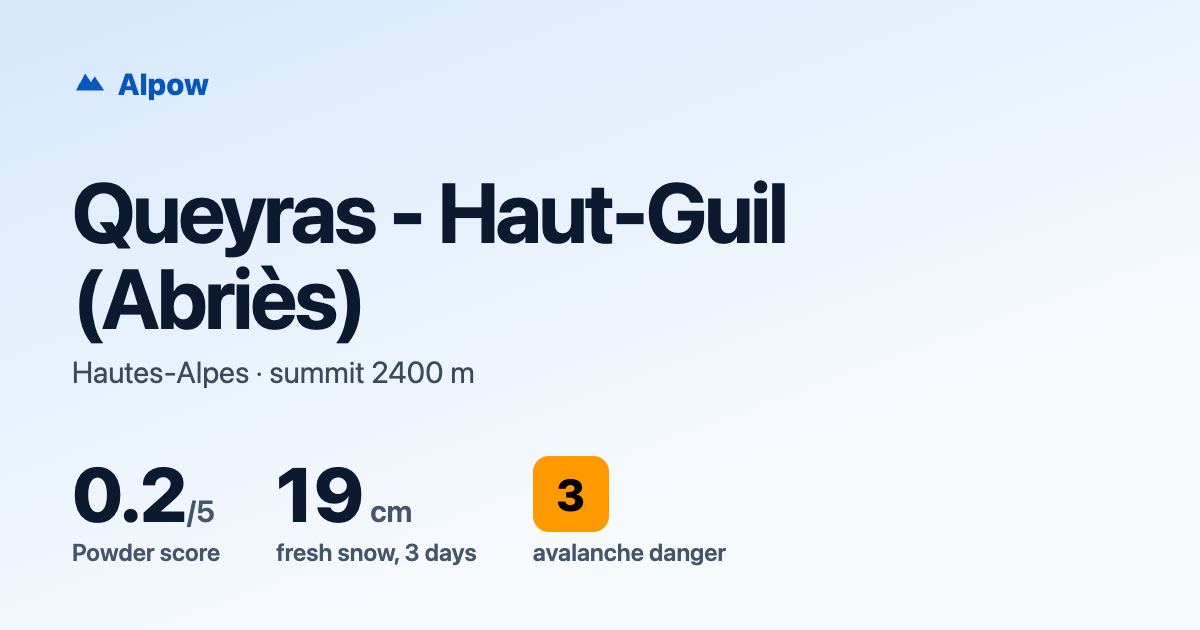 Alpow
Queyras - Haut-Guil
(Abriès)
Hautes-Alpes · summit 2400 m
0.2/5 19 cm 3
Powder score fresh snow, 3 days avalanche danger